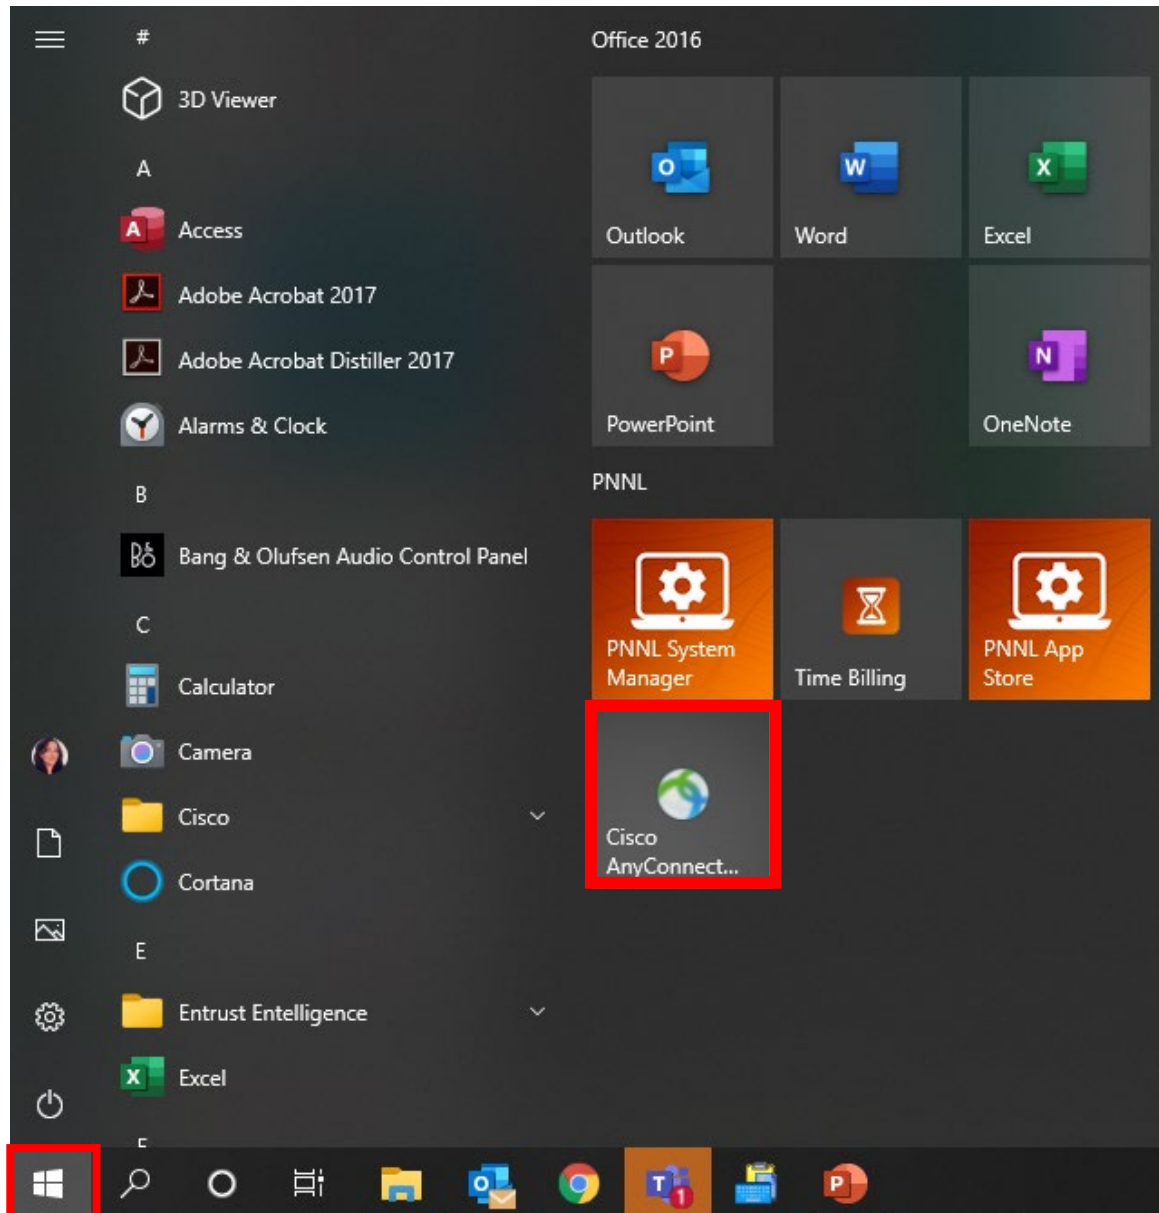 #
3D Viewer
A
Access
Adobe Acrobat 2017
Adobe Acrobat Distiller 2017
Alarms & Clock
B
Bang & Olufsen Audio Control Panel
C
Calculator
Camera
Cisco
Cortana
E
Entrust Entelligence
Excel
Office 2016
Outlook
Word
Excel
PowerPoint
OneNote
PNNL
PNNL System
Manager
Time Billing
PNNL App
Store
Cisco
AnyConnect...
1